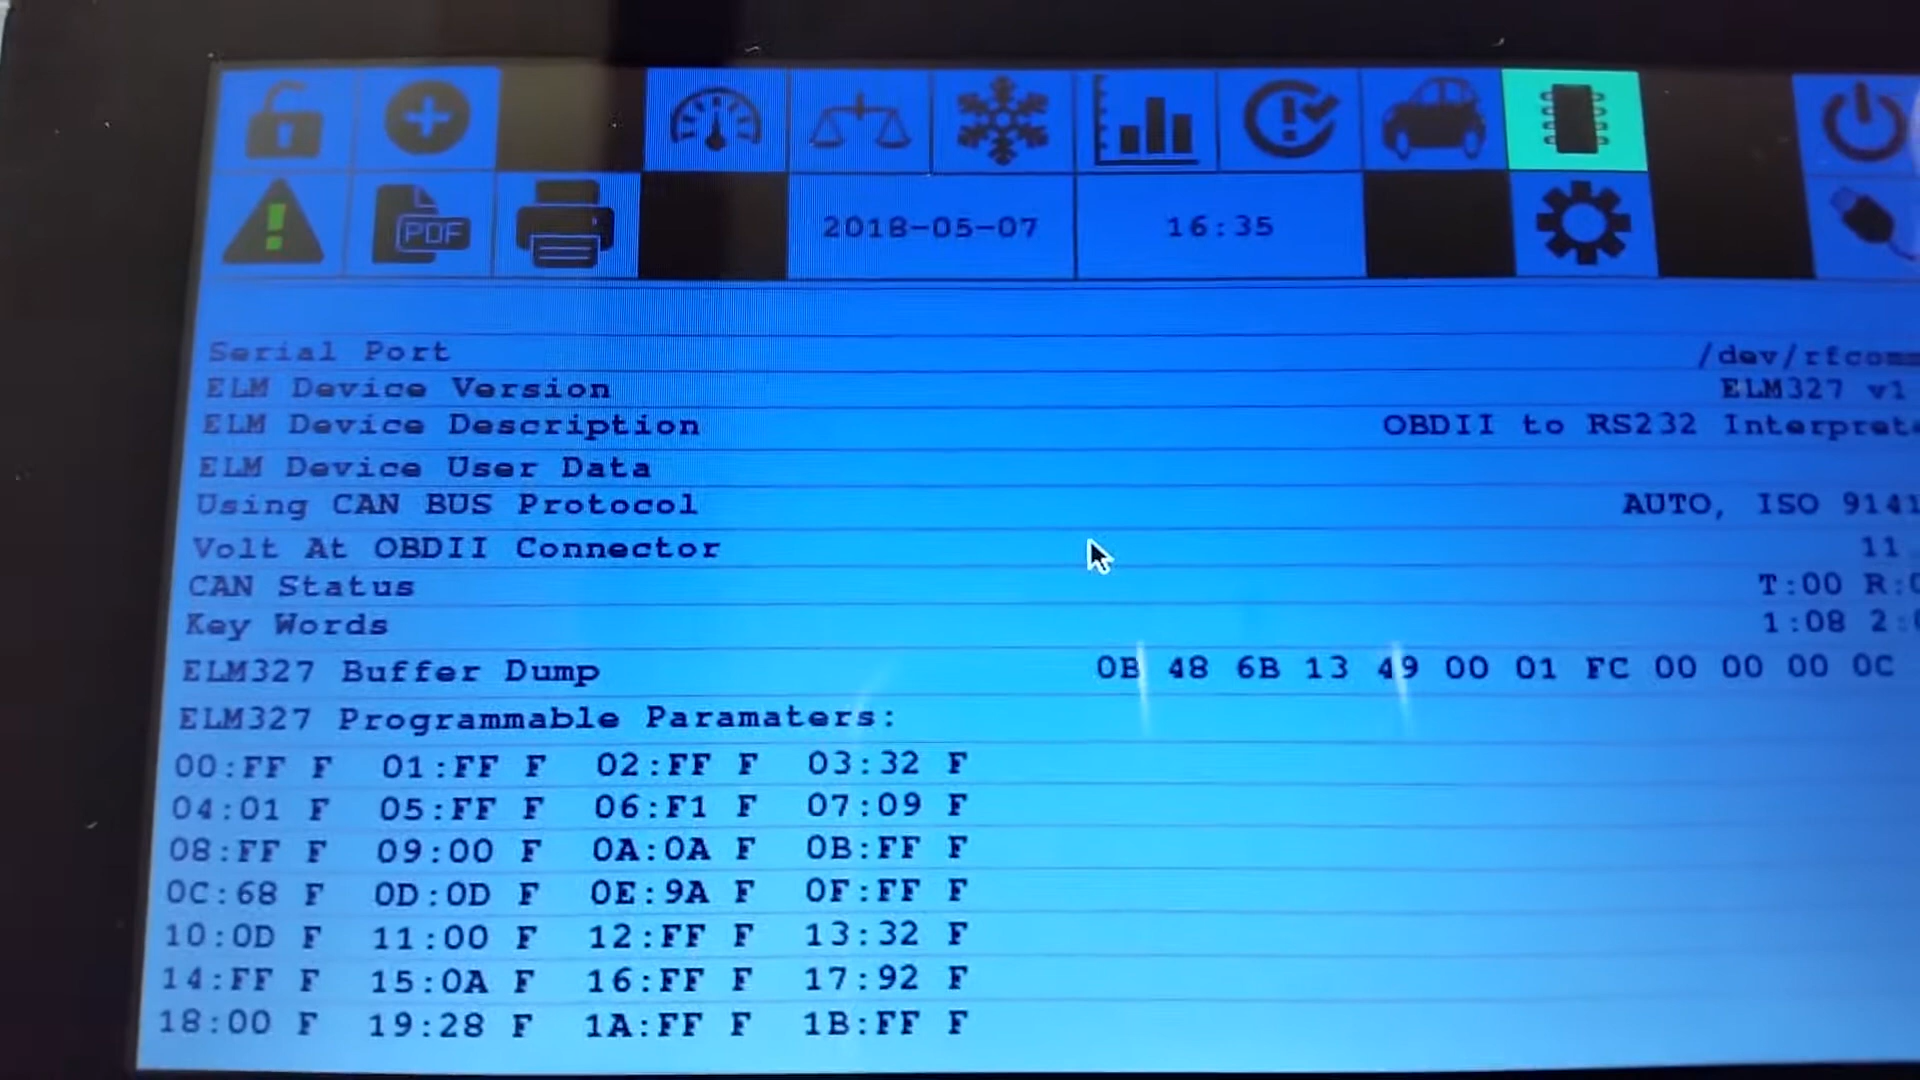 PDF
2018-05-07 16:35
Serial Port
ELM Device Version ELM327
ELM Device Description OBDII to RS232
ELM Device User Data
Using CAN BUS Protocol AUTO, ISO
Volt At OBDII Connector 11
CAN Status T:00
Key Words 1:08
ELM327 Buffer Dump 0B 48 6B 13 49 00 01 FC 00 00 00 0C
ELM327 Programmable Paramaters:
00:FF F 01:FF F 02:FF F 03:32 F
04:01 F 05:FF F 06:F1 F 07:09 F
08:FF F 09:00 F 0A:0A F 0B:FF F
0C:68 F 0D:0D F 0E:9A F 0F:FF F
10:0D F 11:00 F 12:FF F 13:32 F
14:FF F 15:0A F 16:FF F 17:92 F
18:00 F 19:28 F 1A:FF F 1B:FF F